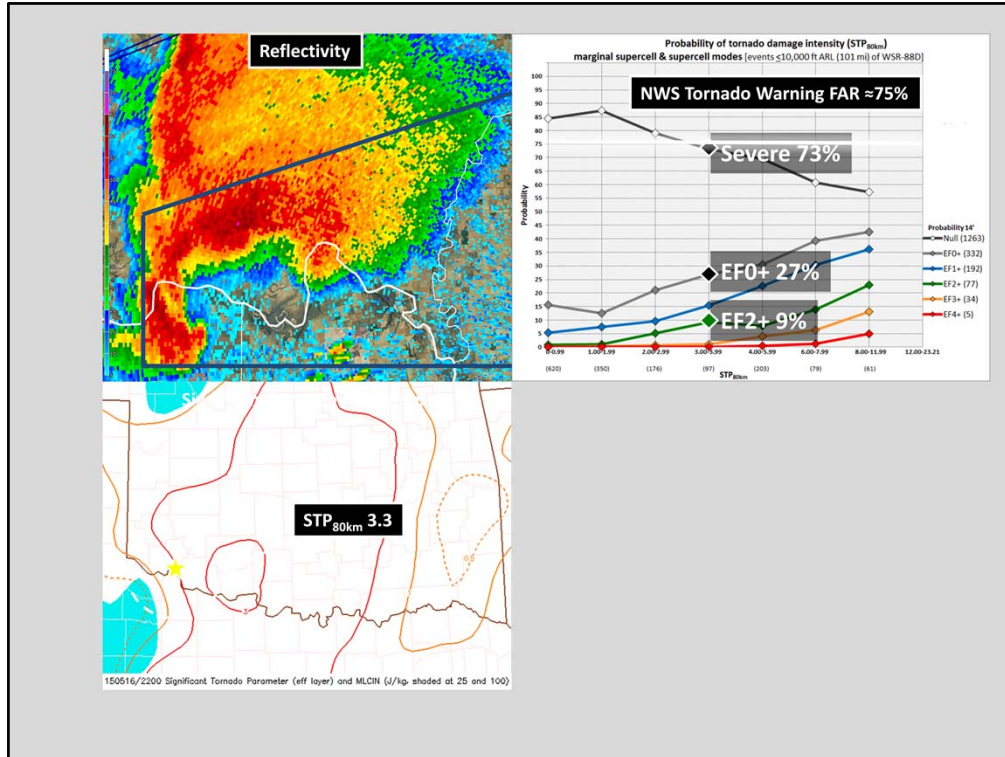 Reflectivity
Probability of tornado damage intensity (STP80km)
marginal supercell & supercell modes [events ≤10,000 ft ARL (101 mi) of WSR-88D]
NWS Tornado Warning FAR ≈75%
100
95
90
85
80
75
70
65
60
55
50
45
40
35
30
25
20
15
10
5
0
Probability
Severe 73%
EF0+ 27%
EF2+ 9%
Probability 14'
Null (1263)
EF0+ (332)
EF1+ (192)
EF2+ (77)
EF3+ (34)
EF4+ (5)
0-0.99 1.00-1.99 2.00-2.99 3.00-3.99 4.00-5.99 6.00-7.99 8.00-11.99 12.00-23.21
(620) (350) (176) (97) (203) (79) (61)
STP80km
Si
STP80km 3.3
0.5
3
150516/2200 Significant Tornado Parameter (eff layer) and MLCIN (J/kg, shaded at 25 and 100)